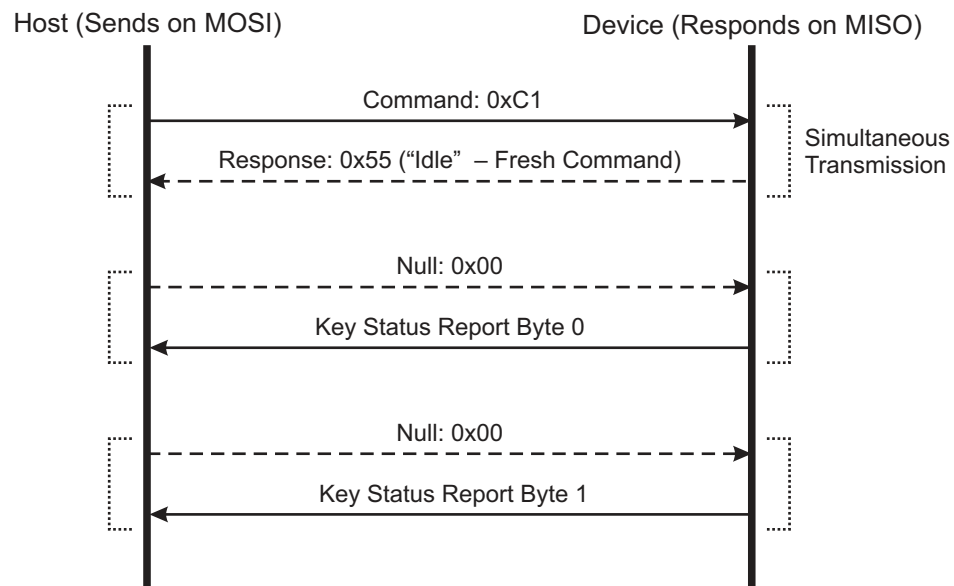 Host (Sends on MOSI)
Device (Responds on MISO)
Command: 0xC1
Response: 0x55 (“Idle” – Fresh Command)
Simultaneous
Transmission
Null: 0x00
Key Status Report Byte 0
Null: 0x00
Key Status Report Byte 1